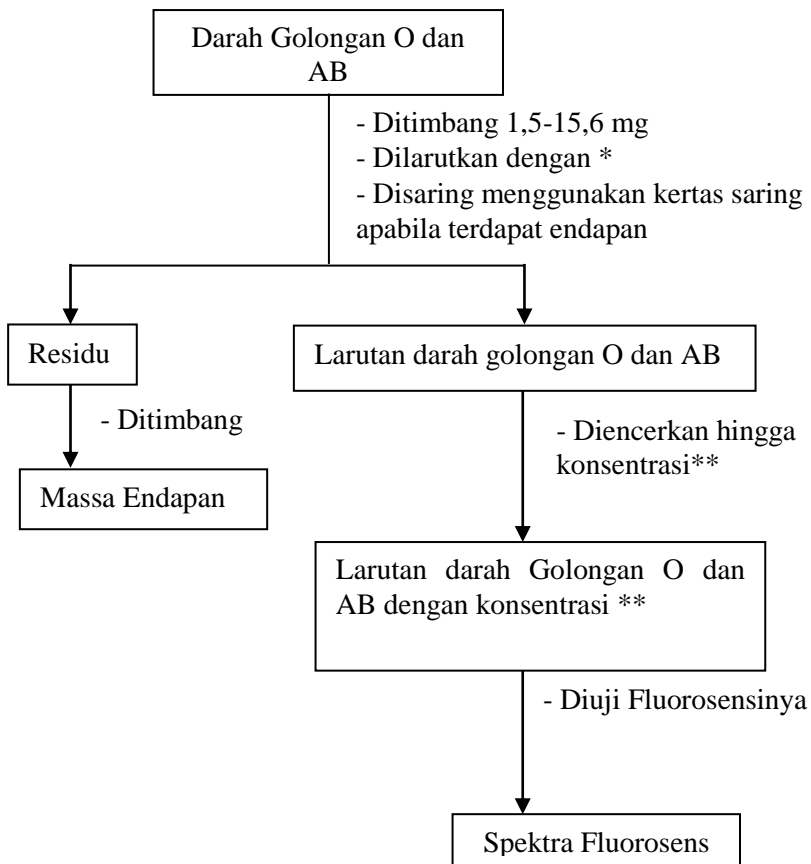 Darah Golongan O dan
AB
- Ditimbang 1,5-15,6 mg
- Dilarutkan dengan *
- Disaring menggunakan kertas saring
apabila terdapat endapan
Residu
Larutan darah golongan O dan AB
- Ditimbang
- Diencerkan hingga
konsentrasi**
Massa Endapan
Larutan darah Golongan O dan
AB dengan konsentrasi **
- Diuji Fluorosensinya
Spektra Fluorosens